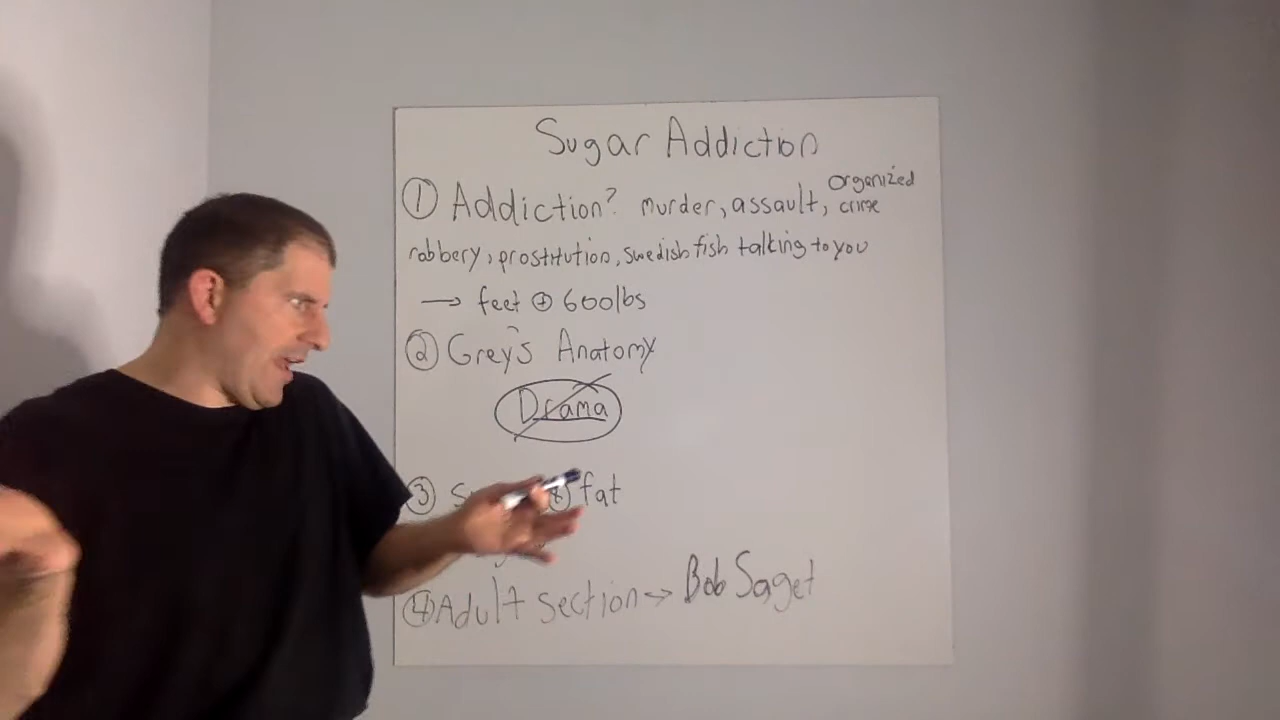 Sugar Addiction
① Addiction? murder, assault, organized crime
robbery, prostitution, swedish fish talking to you
→ feet ⊕ 600lbs
② Grey's Anatomy
Drama
③ fat
④ Adult section → Bob Saget